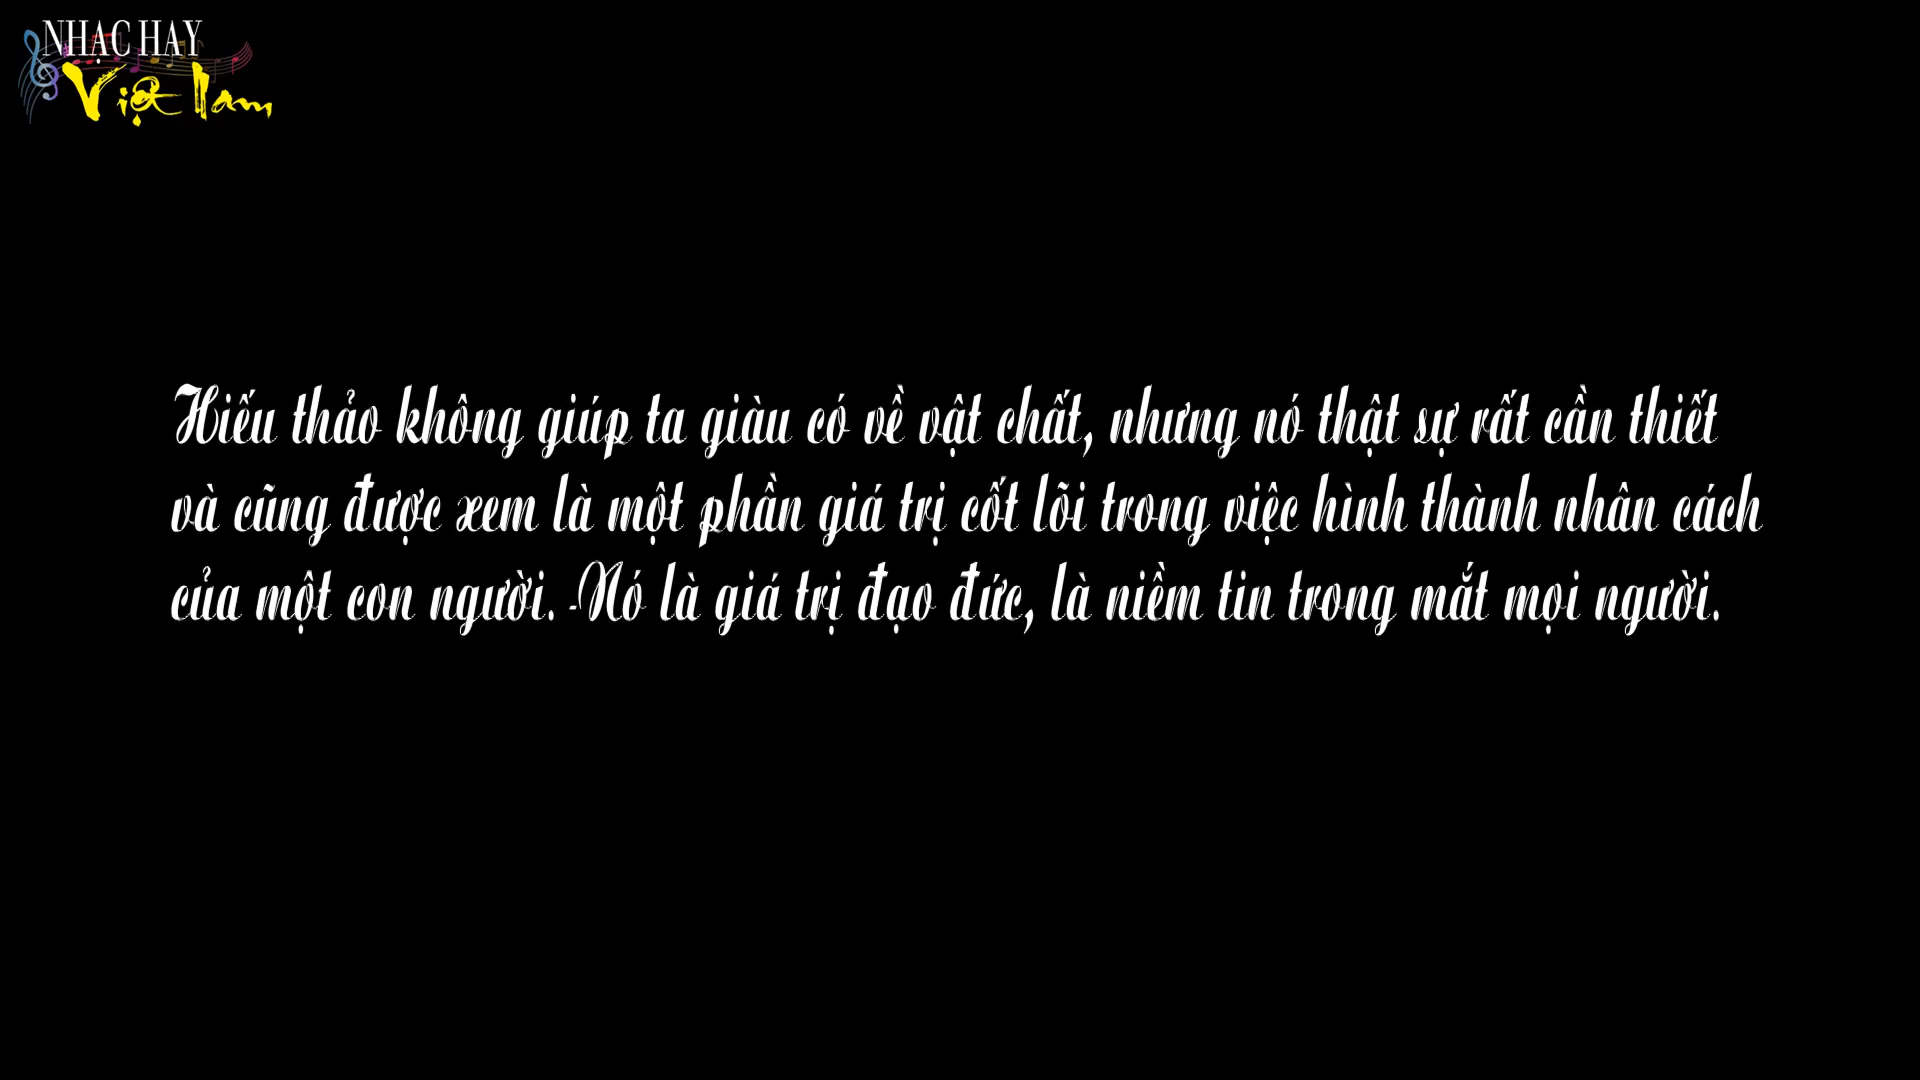 NHẠC HAY
Việt Nam
Hiếu thảo không giúp ta giàu có về vật chất, nhưng nó thật sự rất cần thiết
và cũng được xem là một phần giá trị cốt lõi trong việc hình thành nhân cách
của một con người. Nó là giá trị đạo đức, là niềm tin trong mắt mọi người.